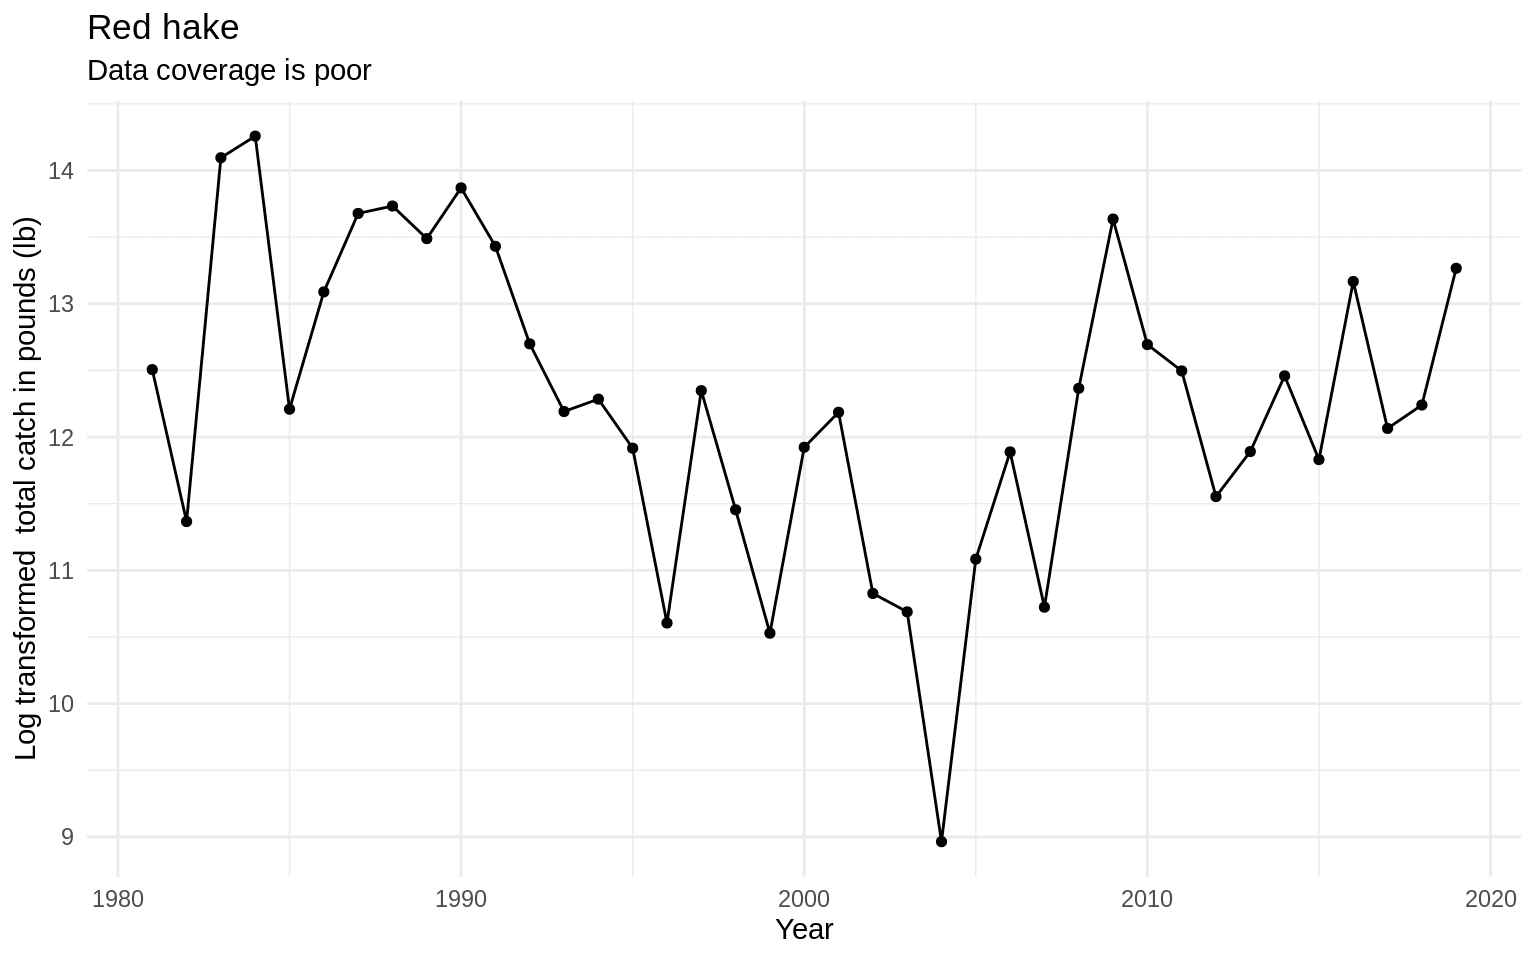 Red hake
Data coverage is poor
Log transformed  total catch in pounds (lb)
14
13
12
11
10
9
1980
1990
2000
2010
2020
Year